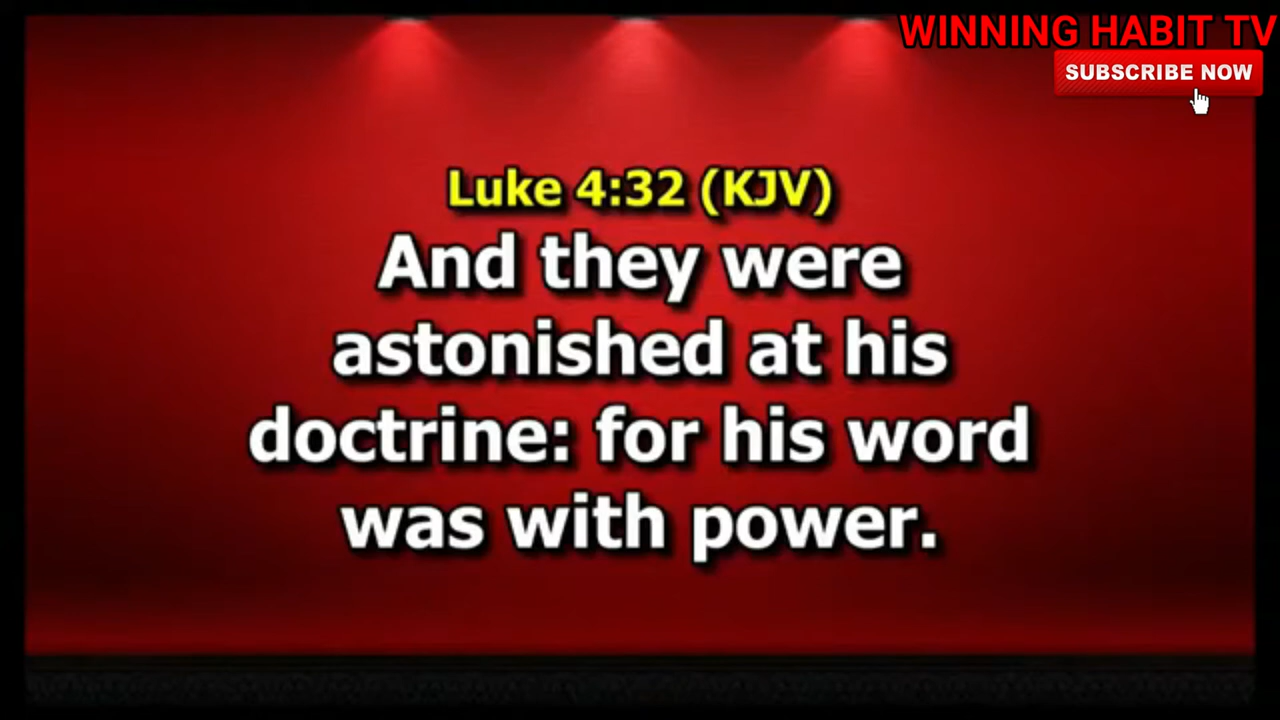 WINNING HABIT TV
SUBSCRIBE NOW
Luke 4:32 (KJV)
And they were
astonished at his
doctrine: for his word
was with power.